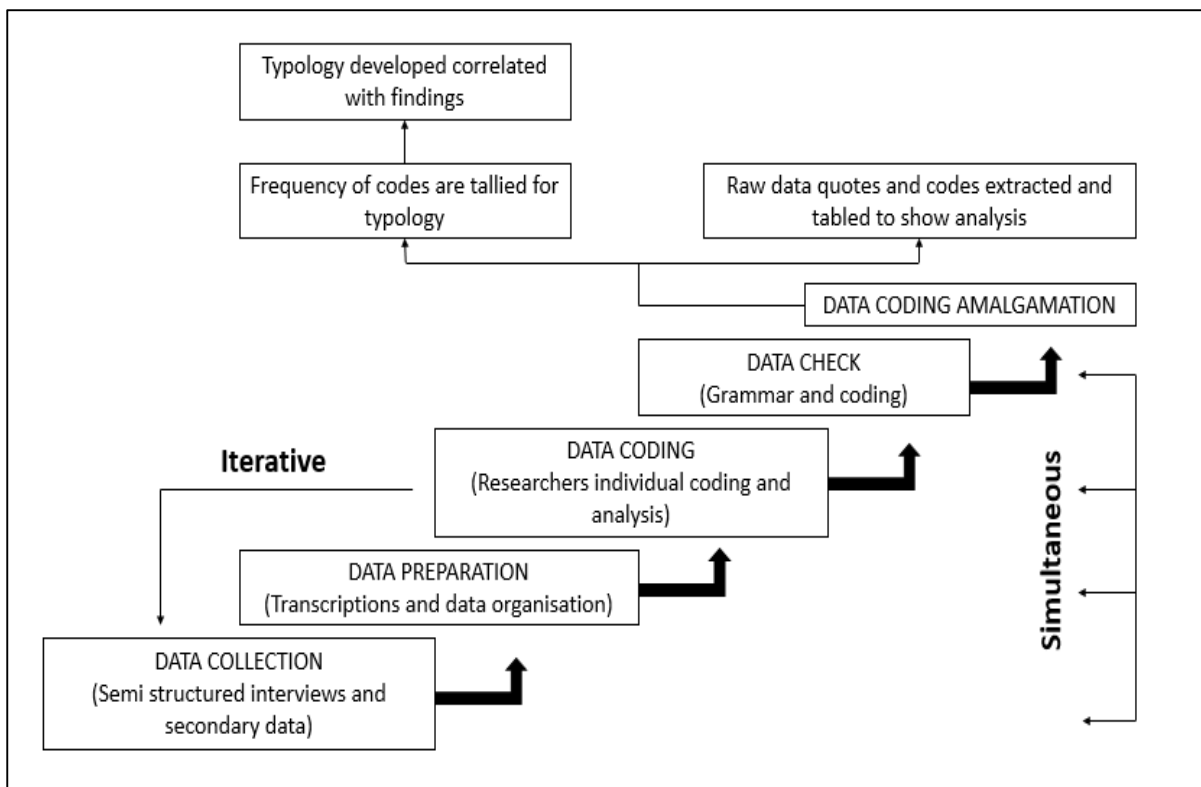 Typology developed correlated
with findings
Frequency of codes are tallied for
typology
Raw data quotes and codes extracted and
tabled to show analysis
DATA CODING AMALGAMATION
DATA CHECK
(Grammar and coding)
DATA CODING
(Researchers individual coding and
analysis)
Iterative
DATA PREPARATION
(Transcriptions and data organisation)
DATA COLLECTION
(Semi structured interviews and
secondary data)
Simultaneous